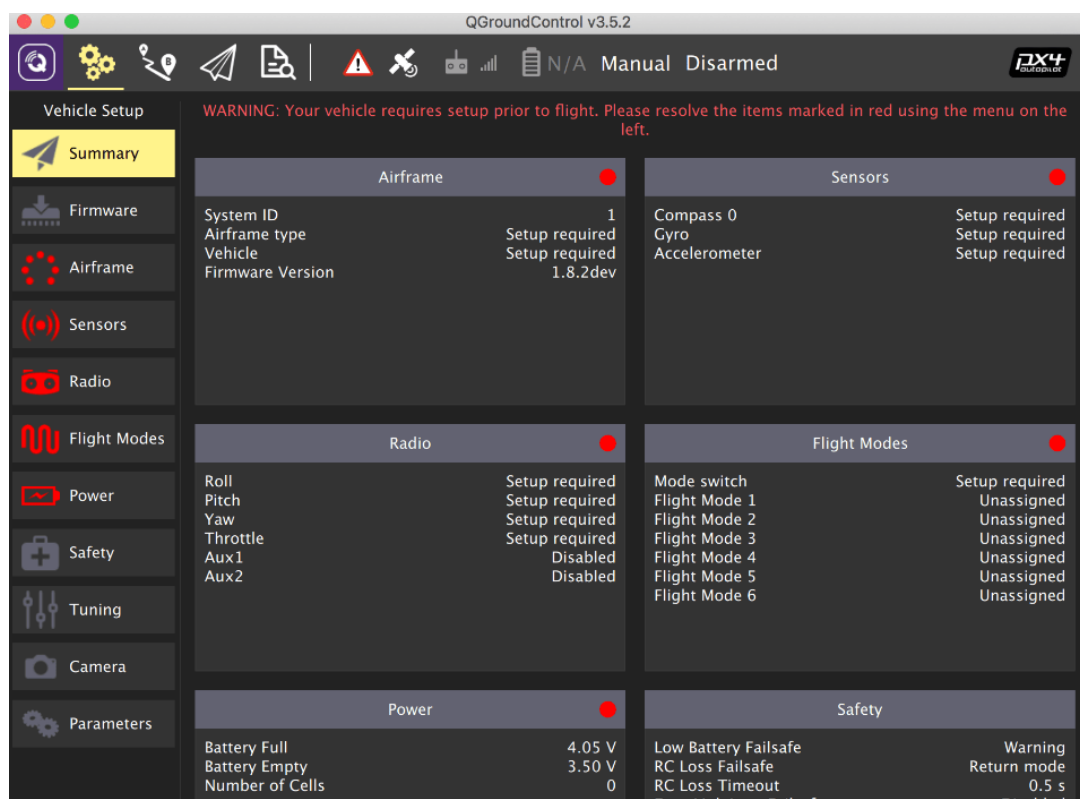 QGroundControl v3.5.2
N/A Manual Disarmed
PX4
autopilot
Vehicle Setup
WARNING: Your vehicle requires setup prior to flight. Please resolve the items marked in red using the menu on the
left.
Summary
Firmware
Airframe
Sensors
Radio
Flight Modes
Power
Safety
Tuning
Camera
Parameters
Airframe
System ID 1
Airframe type Setup required
Vehicle Setup required
Firmware Version 1.8.2dev
Sensors
Compass 0 Setup required
Gyro Setup required
Accelerometer Setup required
Radio
Roll Setup required
Pitch Setup required
Yaw Setup required
Throttle Setup required
Aux1 Disabled
Aux2 Disabled
Flight Modes
Mode switch Setup required
Flight Mode 1 Unassigned
Flight Mode 2 Unassigned
Flight Mode 3 Unassigned
Flight Mode 4 Unassigned
Flight Mode 5 Unassigned
Flight Mode 6 Unassigned
Power
Battery Full 4.05 V
Battery Empty 3.50 V
Number of Cells 0
Safety
Low Battery Failsafe Warning
RC Loss Failsafe Return mode
RC Loss Timeout 0.5 s